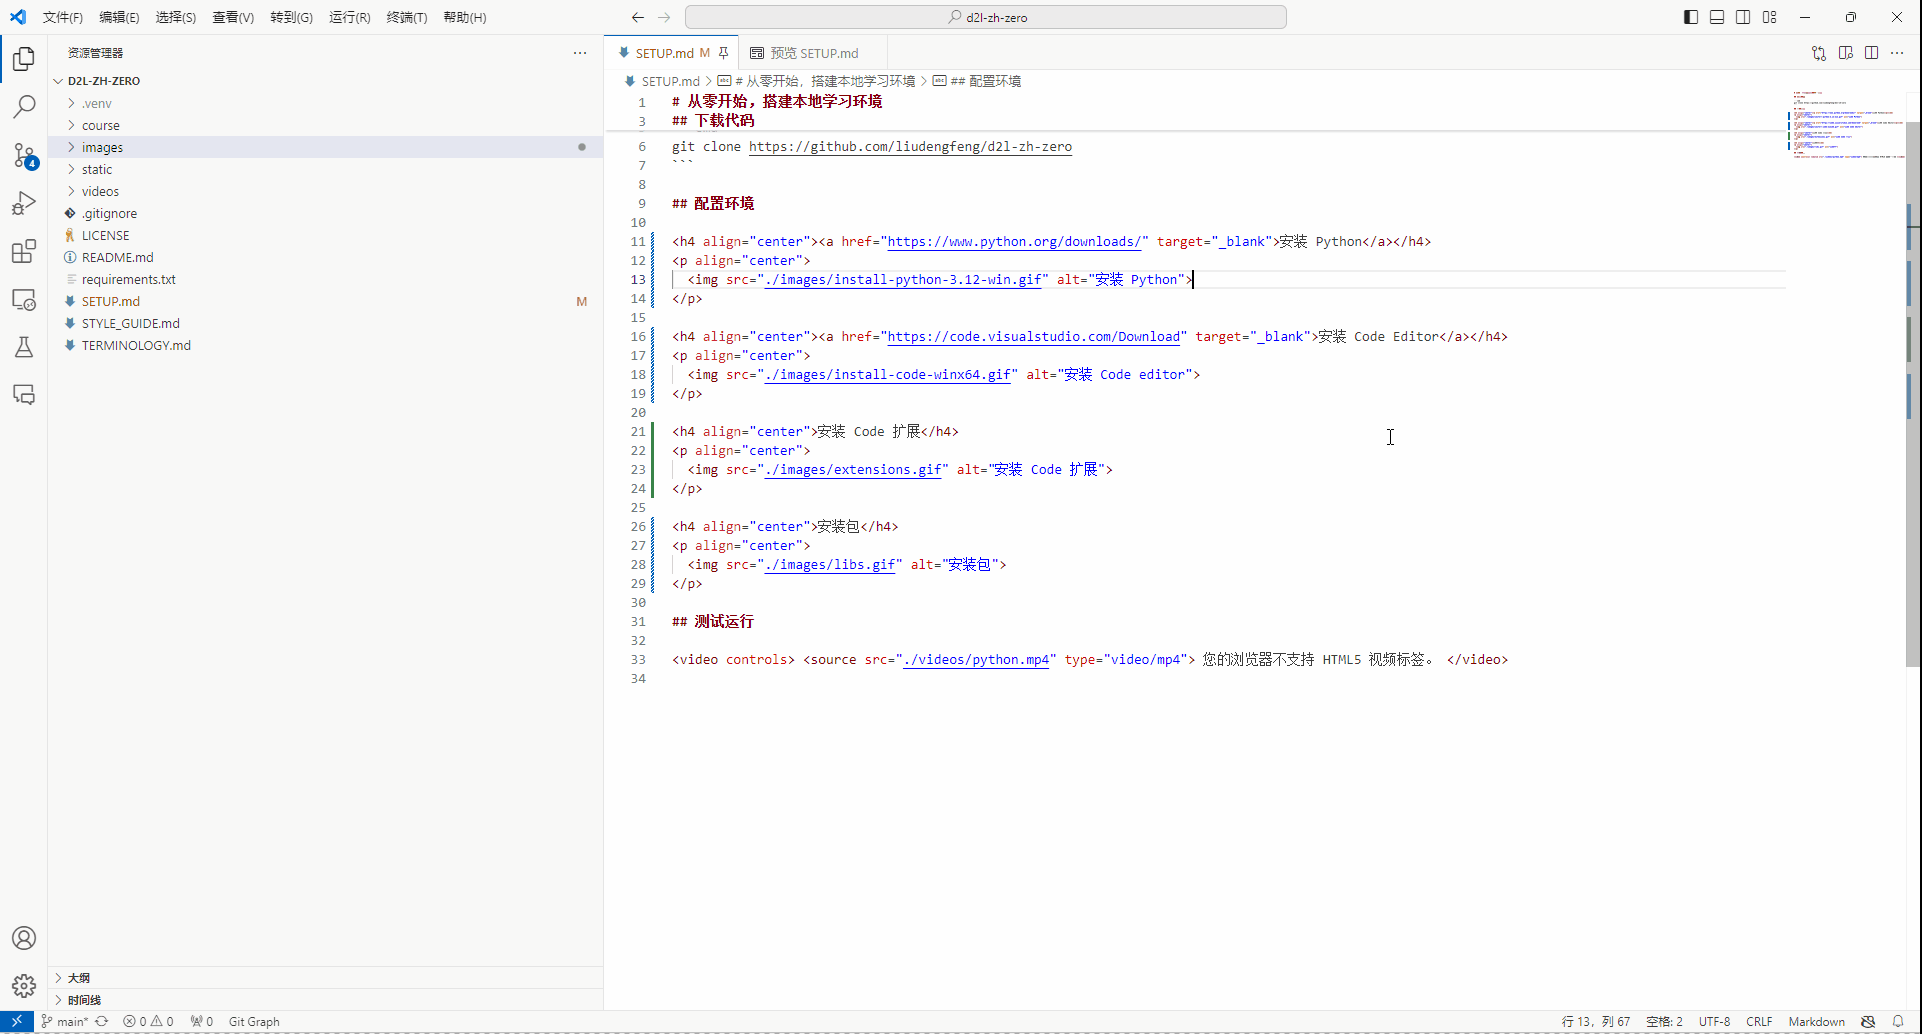 文件(F) 编辑(E) 选择(S) 查看(V) 转到(G) 运行(R) 终端(T) 帮助(H)
d2l-zh-zero
资源管理器
D2L-ZH-ZERO
.venv
course
images
static
videos
.gitignore
LICENSE
README.md
requirements.txt
SETUP.md M
STYLE_GUIDE.md
TERMINOLOGY.md
大纲
时间线
4
SETUP.md M 预览 SETUP.md
SETUP.md > # 从零开始，搭建本地学习环境 > ## 配置环境
1 # 从零开始，搭建本地学习环境
3 ## 下载代码
6 git clone https://github.com/liudengfeng/d2l-zh-zero
7 ```
8
9 ## 配置环境
10
11 <h4 align="center"><a href="https://www.python.org/downloads/" target="_blank">安装 Python</a></h4>
12 <p align="center">
13 <img src="./images/install-python-3.12-win.gif" alt="安装 Python">
14 </p>
15
16 <h4 align="center"><a href="https://code.visualstudio.com/Download" target="_blank">安装 Code Editor</a></h4>
17 <p align="center">
18 <img src="./images/install-code-winx64.gif" alt="安装 Code editor">
19 </p>
20
21 <h4 align="center">安装 Code 扩展</h4>
22 <p align="center">
23 <img src="./images/extensions.gif" alt="安装 Code 扩展">
24 </p>
25
26 <h4 align="center">安装包</h4>
27 <p align="center">
28 <img src="./images/libs.gif" alt="安装包">
29 </p>
30
31 ## 测试运行
32
33 <video controls> <source src="./videos/python.mp4" type="video/mp4"> 您的浏览器不支持 HTML5 视频标签。 </video>
34
main* 0 0 0 Git Graph 行 13，列 67 空格: 2 UTF-8 CRLF Markdown